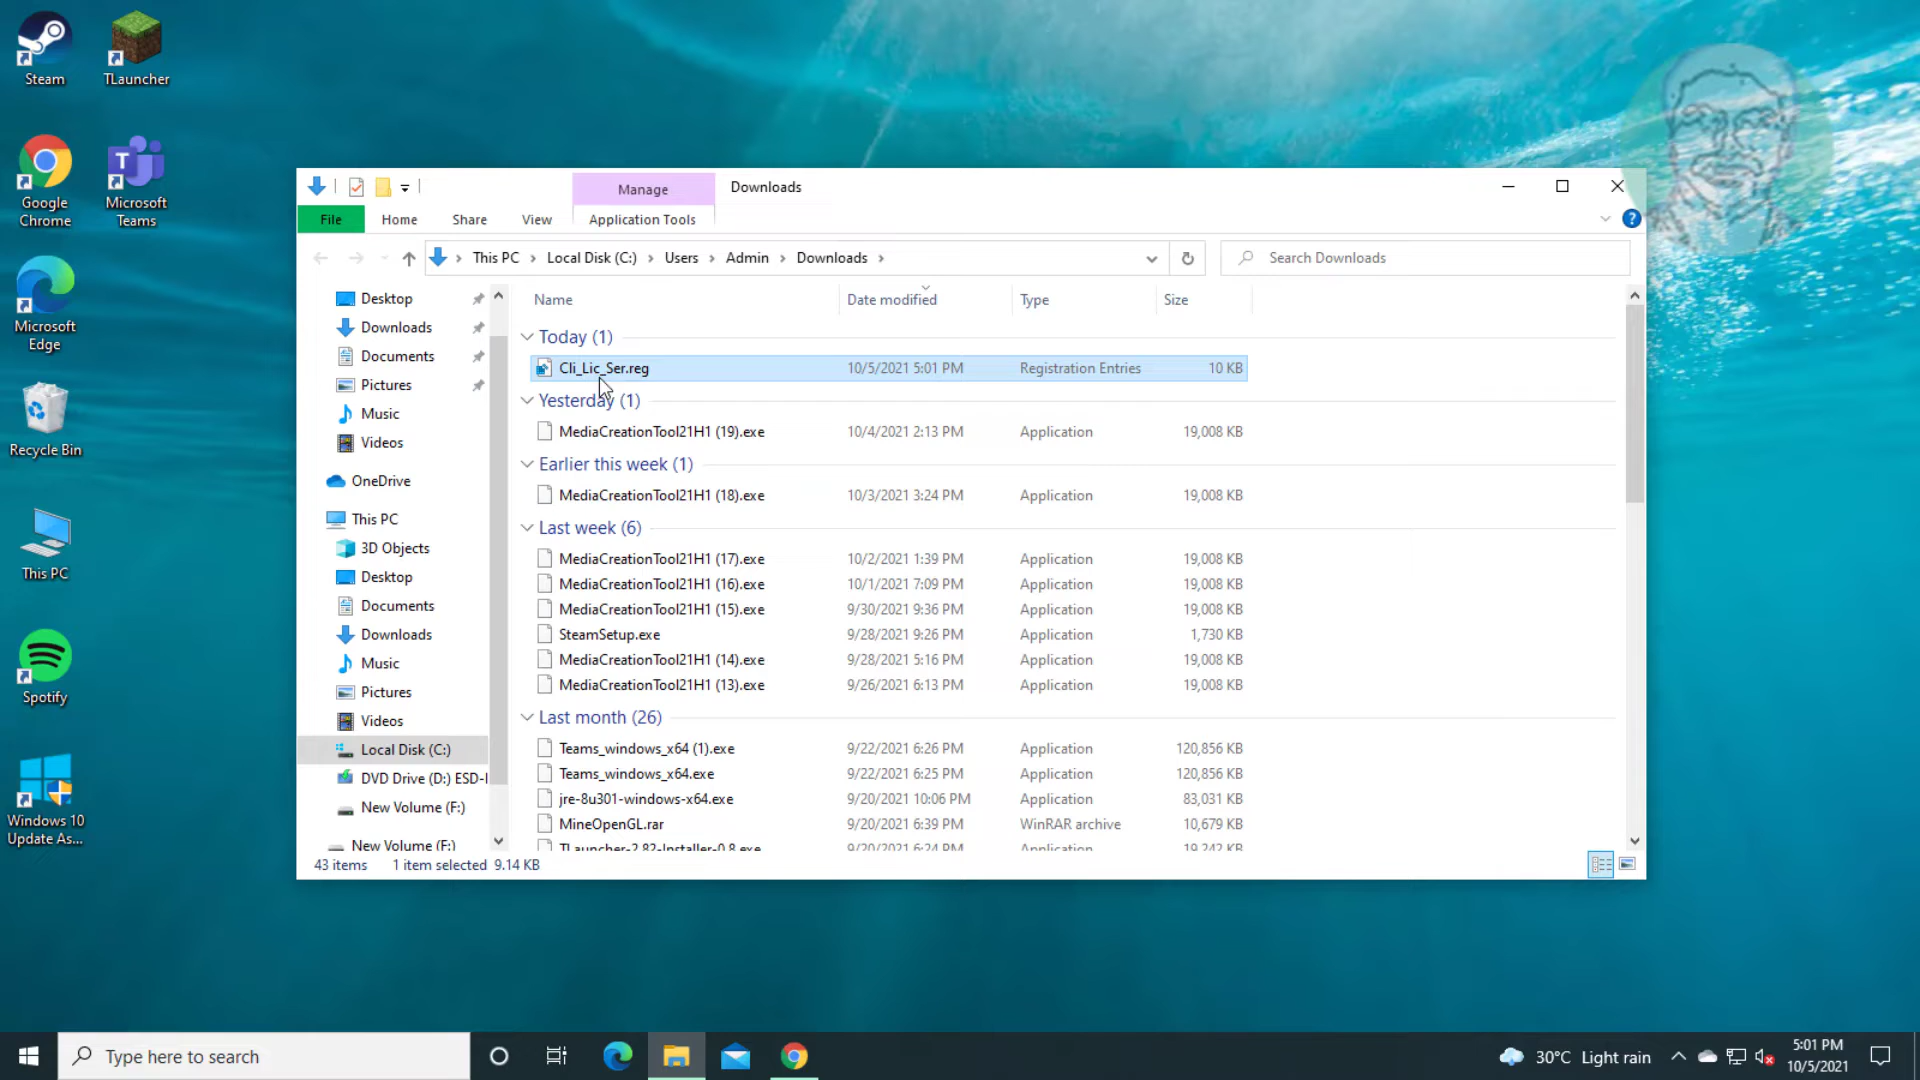 Steam
TLauncher
Google
Chrome
Microsoft
Teams
Microsoft
Edge
Recycle Bin
This PC
Spotify
Windows 10
Update As...
Manage
Downloads
File
Home
Share
View
Application Tools
This PC
Local Disk (C:)
Users
Admin
Downloads
Search Downloads
Desktop
Downloads
Documents
Pictures
Music
Videos
OneDrive
This PC
3D Objects
Desktop
Documents
Downloads
Music
Pictures
Videos
Local Disk (C:)
DVD Drive (D:) ESD-I
New Volume (F:)
New Volume (F:)
Name Date modified Type Size
Today (1)
Cli_Lic_Ser.reg 10/5/2021 5:01 PM Registration Entries 10 KB
Yesterday (1)
MediaCreationTool21H1 (19).exe 10/4/2021 2:13 PM Application 19,008 KB
Earlier this week (1)
MediaCreationTool21H1 (18).exe 10/3/2021 3:24 PM Application 19,008 KB
Last week (6)
MediaCreationTool21H1 (17).exe 10/2/2021 1:39 PM Application 19,008 KB
MediaCreationTool21H1 (16).exe 10/1/2021 7:09 PM Application 19,008 KB
MediaCreationTool21H1 (15).exe 9/30/2021 9:36 PM Application 19,008 KB
SteamSetup.exe 9/28/2021 9:26 PM Application 1,730 KB
MediaCreationTool21H1 (14).exe 9/28/2021 5:16 PM Application 19,008 KB
MediaCreationTool21H1 (13).exe 9/26/2021 6:13 PM Application 19,008 KB
Last month (26)
Teams_windows_x64 (1).exe 9/22/2021 6:26 PM Application 120,856 KB
Teams_windows_x64.exe 9/22/2021 6:25 PM Application 120,856 KB
jre-8u301-windows-x64.exe 9/20/2021 10:06 PM Application 83,031 KB
MineOpenGL.rar 9/20/2021 6:39 PM WinRAR archive 10,679 KB
TLauncher-2.82-Installer-0.8.exe 9/20/2021 6:24 PM Application 19,242 KB
43 items 1 item selected 9.14 KB
Type here to search
30°C Light rain
5:01 PM
10/5/2021